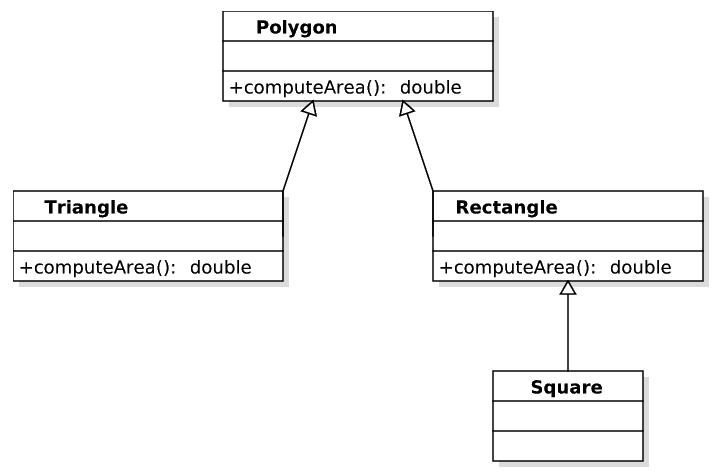 Polygon
+computeArea(): double
Triangle
+computeArea(): double
Rectangle
+computeArea(): double
Square